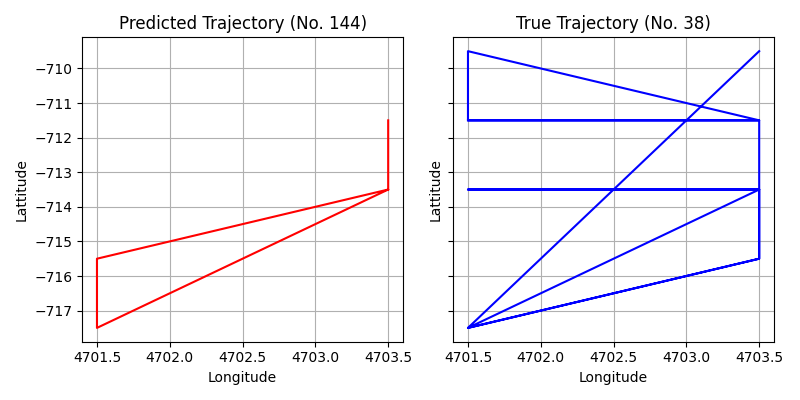 Predicted Trajectory (No. 144)
True Trajectory (No. 38)
Lattitude
−710
−711
−712
−713
−714
−715
−716
−717
4701.5 4702.0 4702.5 4703.0 4703.5
Longitude
Lattitude
4701.5 4702.0 4702.5 4703.0 4703.5
Longitude